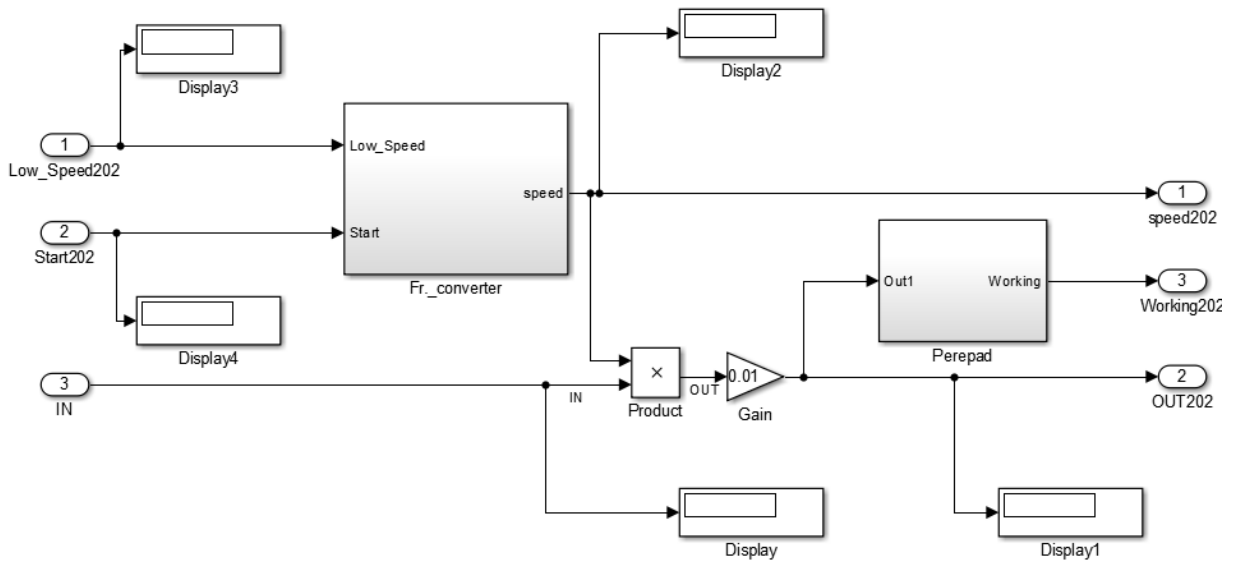 Display3
Display2
1
Low_Speed202
Low_Speed
speed
1
speed202
2
Start202
Start
Fr._converter
Out1
Working
3
Working202
Display4
Perepad
3
IN
IN
×
Product
OUT
0.01
Gain
2
OUT202
Display
Display1